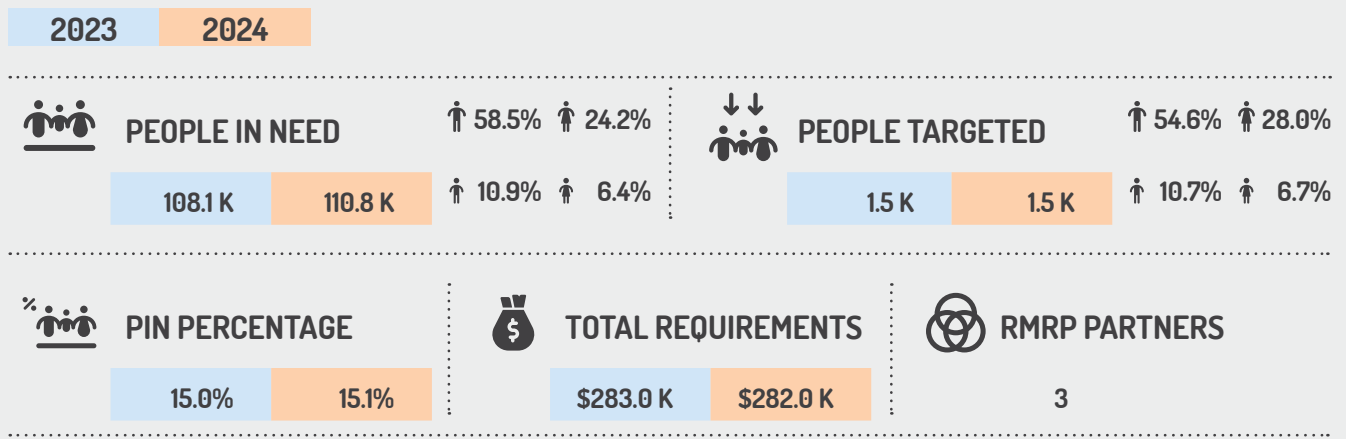 2023 2024
PEOPLE IN NEED
58.5% 24.2%
108.1 K 110.8 K
10.9% 6.4%
PEOPLE TARGETED
54.6% 28.0%
1.5 K 1.5 K
10.7% 6.7%
% PIN PERCENTAGE
15.0% 15.1%
$ TOTAL REQUIREMENTS
$283.0 K $282.0 K
RMRP PARTNERS
3